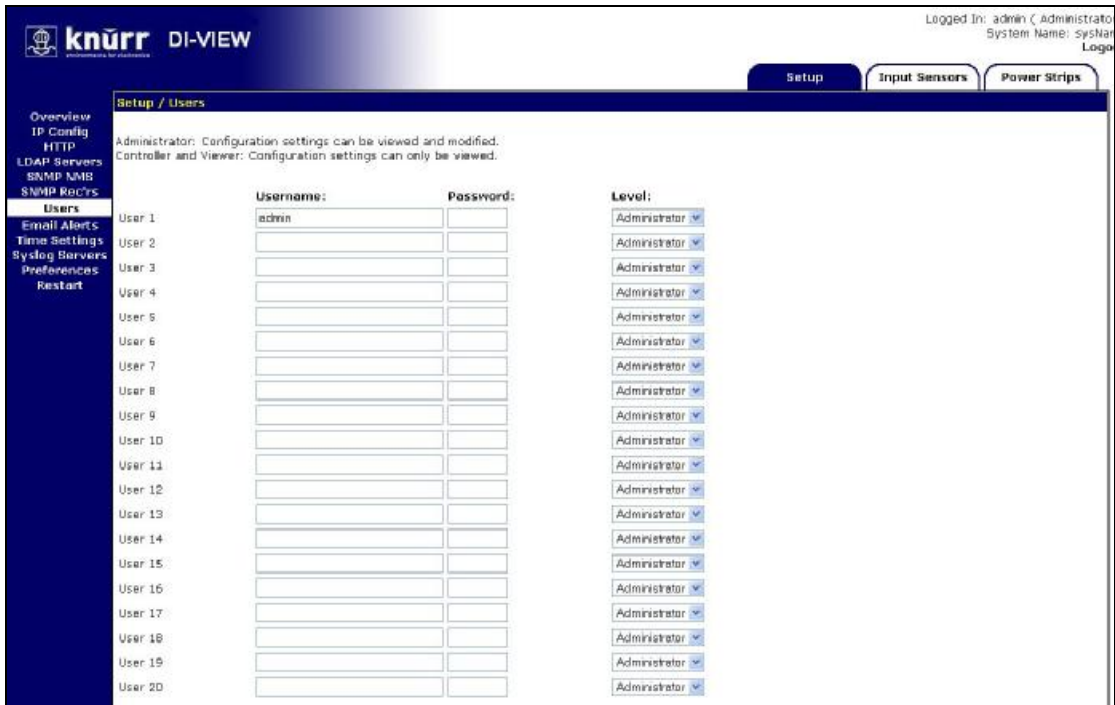 Logged In: admin ( Administrator
System Name: sysNam
Logo
knürr DI-VIEW
Setup
Input Sensors
Power Strips
Setup / Users
Overview
IP Config
HTTP
LDAP Servers
SNMP NMS
SNMP Rec'rs
Users
Email Alerts
Time Settings
Syslog Servers
Preferences
Restart
Administrator: Configuration settings can be viewed and modified.
Controller and Viewer: Configuration settings can only be viewed.
Username: Password: Level:
User 1 admin Administrator
User 2 Administrator
User 3 Administrator
User 4 Administrator
User 5 Administrator
User 6 Administrator
User 7 Administrator
User 8 Administrator
User 9 Administrator
User 10 Administrator
User 11 Administrator
User 12 Administrator
User 13 Administrator
User 14 Administrator
User 15 Administrator
User 16 Administrator
User 17 Administrator
User 18 Administrator
User 19 Administrator
User 20 Administrator